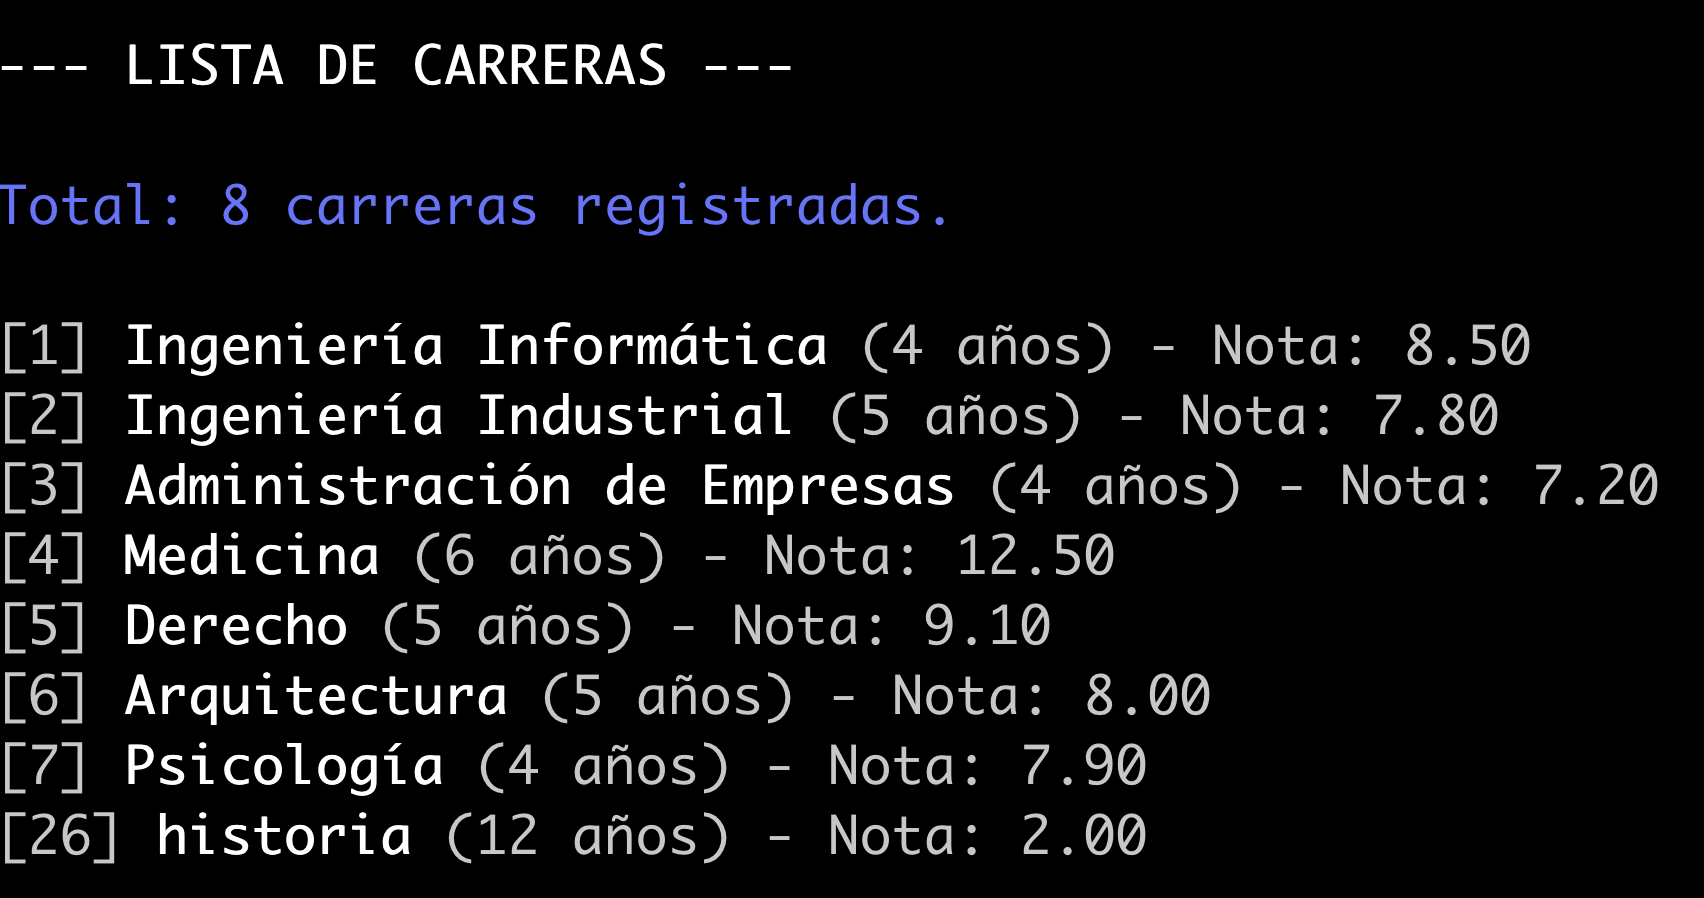 --- LISTA DE CARRERAS ---
Total: 8 carreras registradas.
[1] Ingeniería Informática (4 años) - Nota: 8.50
[2] Ingeniería Industrial (5 años) - Nota: 7.80
[3] Administración de Empresas (4 años) - Nota: 7.20
[4] Medicina (6 años) - Nota: 12.50
[5] Derecho (5 años) - Nota: 9.10
[6] Arquitectura (5 años) - Nota: 8.00
[7] Psicología (4 años) - Nota: 7.90
[26] historia (12 años) - Nota: 2.00